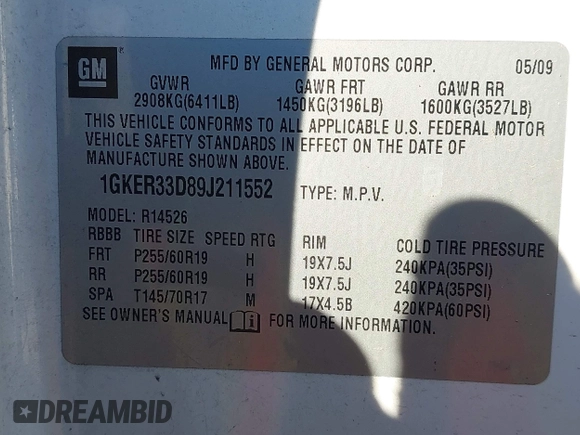 GM
MFD BY GENERAL MOTORS CORP. 05/09
GVWR GAWR FRT GAWR RR
2908KG(6411LB) 1450KG(3196LB) 1600KG(3527LB)
THIS VEHICLE CONFORMS TO ALL APPLICABLE U.S. FEDERAL MOTOR
VEHICLE SAFETY STANDARDS IN EFFECT ON THE DATE OF
MANUFACTURE SHOWN ABOVE.
1GKER33D89J211552 TYPE: M.P.V.
MODEL: R14526
RBBB TIRE SIZE SPEED RTG RIM COLD TIRE PRESSURE
FRT P255/60R19 H 19X7.5J 240KPA(35PSI)
RR P255/60R19 H 19X7.5J 240KPA(35PSI)
SPA T145/70R17 M 17X4.5B 420KPA(60PSI)
SEE OWNER'S MANUAL FOR MORE INFORMATION.
DREAMBID